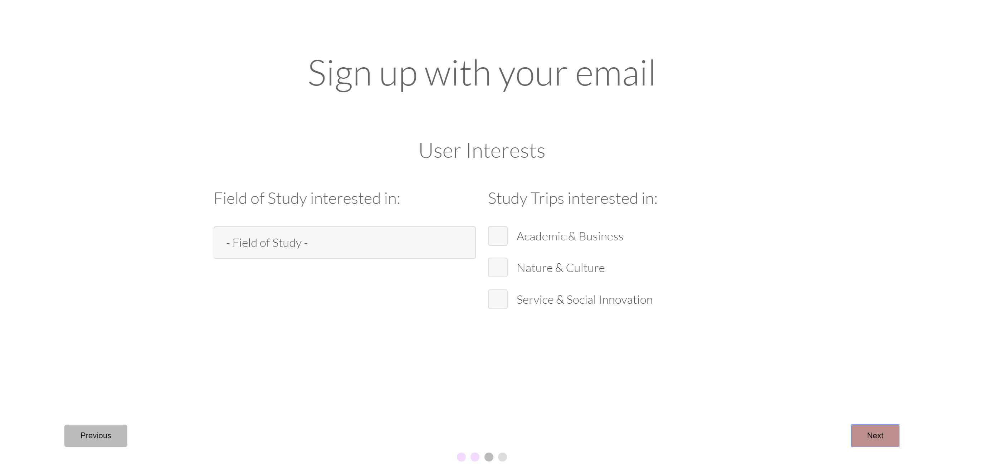 Sign up with your email
User Interests
Field of Study interested in:
- Field of Study -
Study Trips interested in:
Academic & Business
Nature & Culture
Service & Social Innovation
Previous
Next